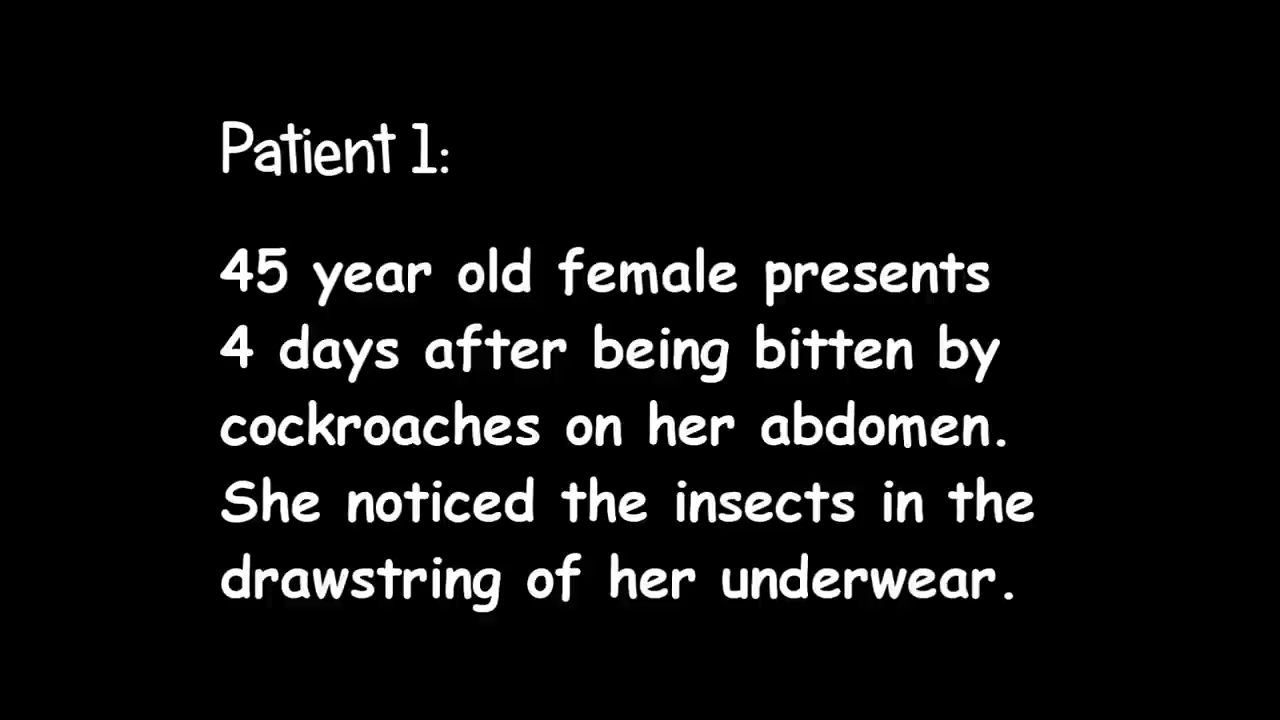 Patient 1:
45 year old female presents
4 days after being bitten by
cockroaches on her abdomen.
She noticed the insects in the
drawstring of her underwear.